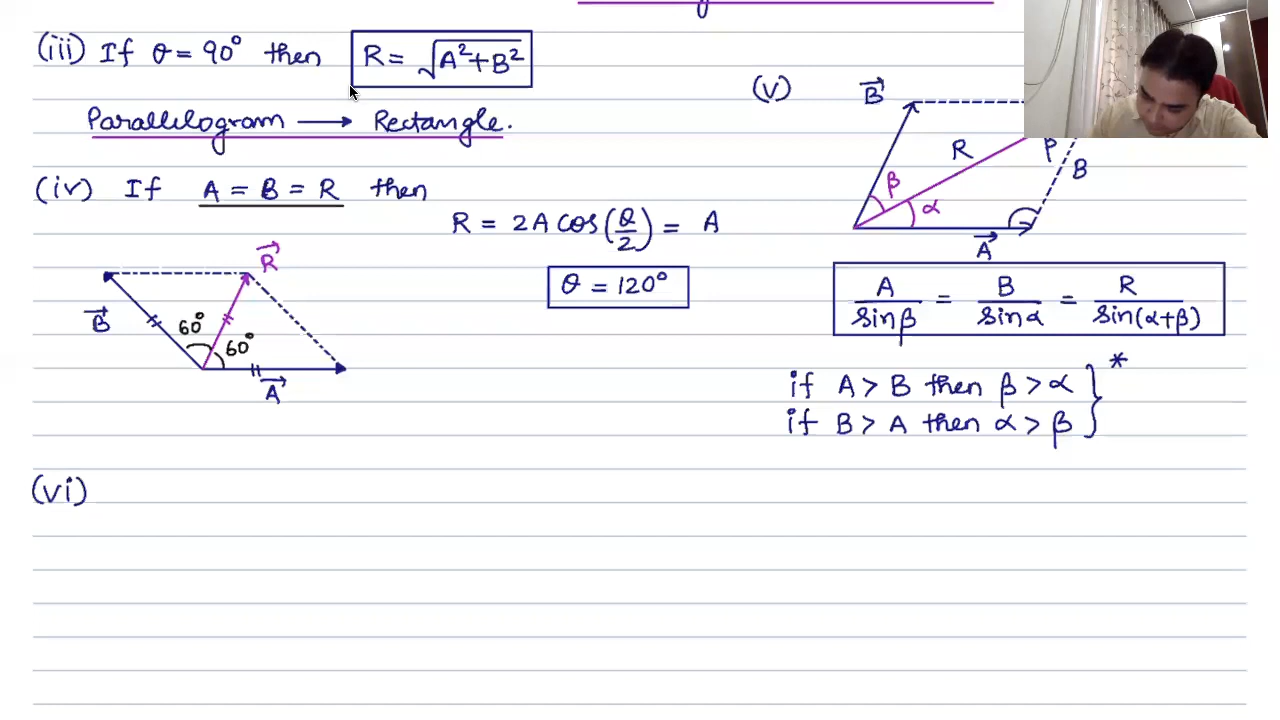 (iii) If θ = 90° then R = √A²+B²
Parallilogram → Rectangle.
(iv) If A = B = R then
R = 2A cos(θ/2) = A
θ = 120°
R
B
60°
60°
A
(v)
B
R
β
B
β
α
A
A/sinβ = B/sinα = R/sin(α+β)
if A > B then β > α
if B > A then α > β } *
(vi)